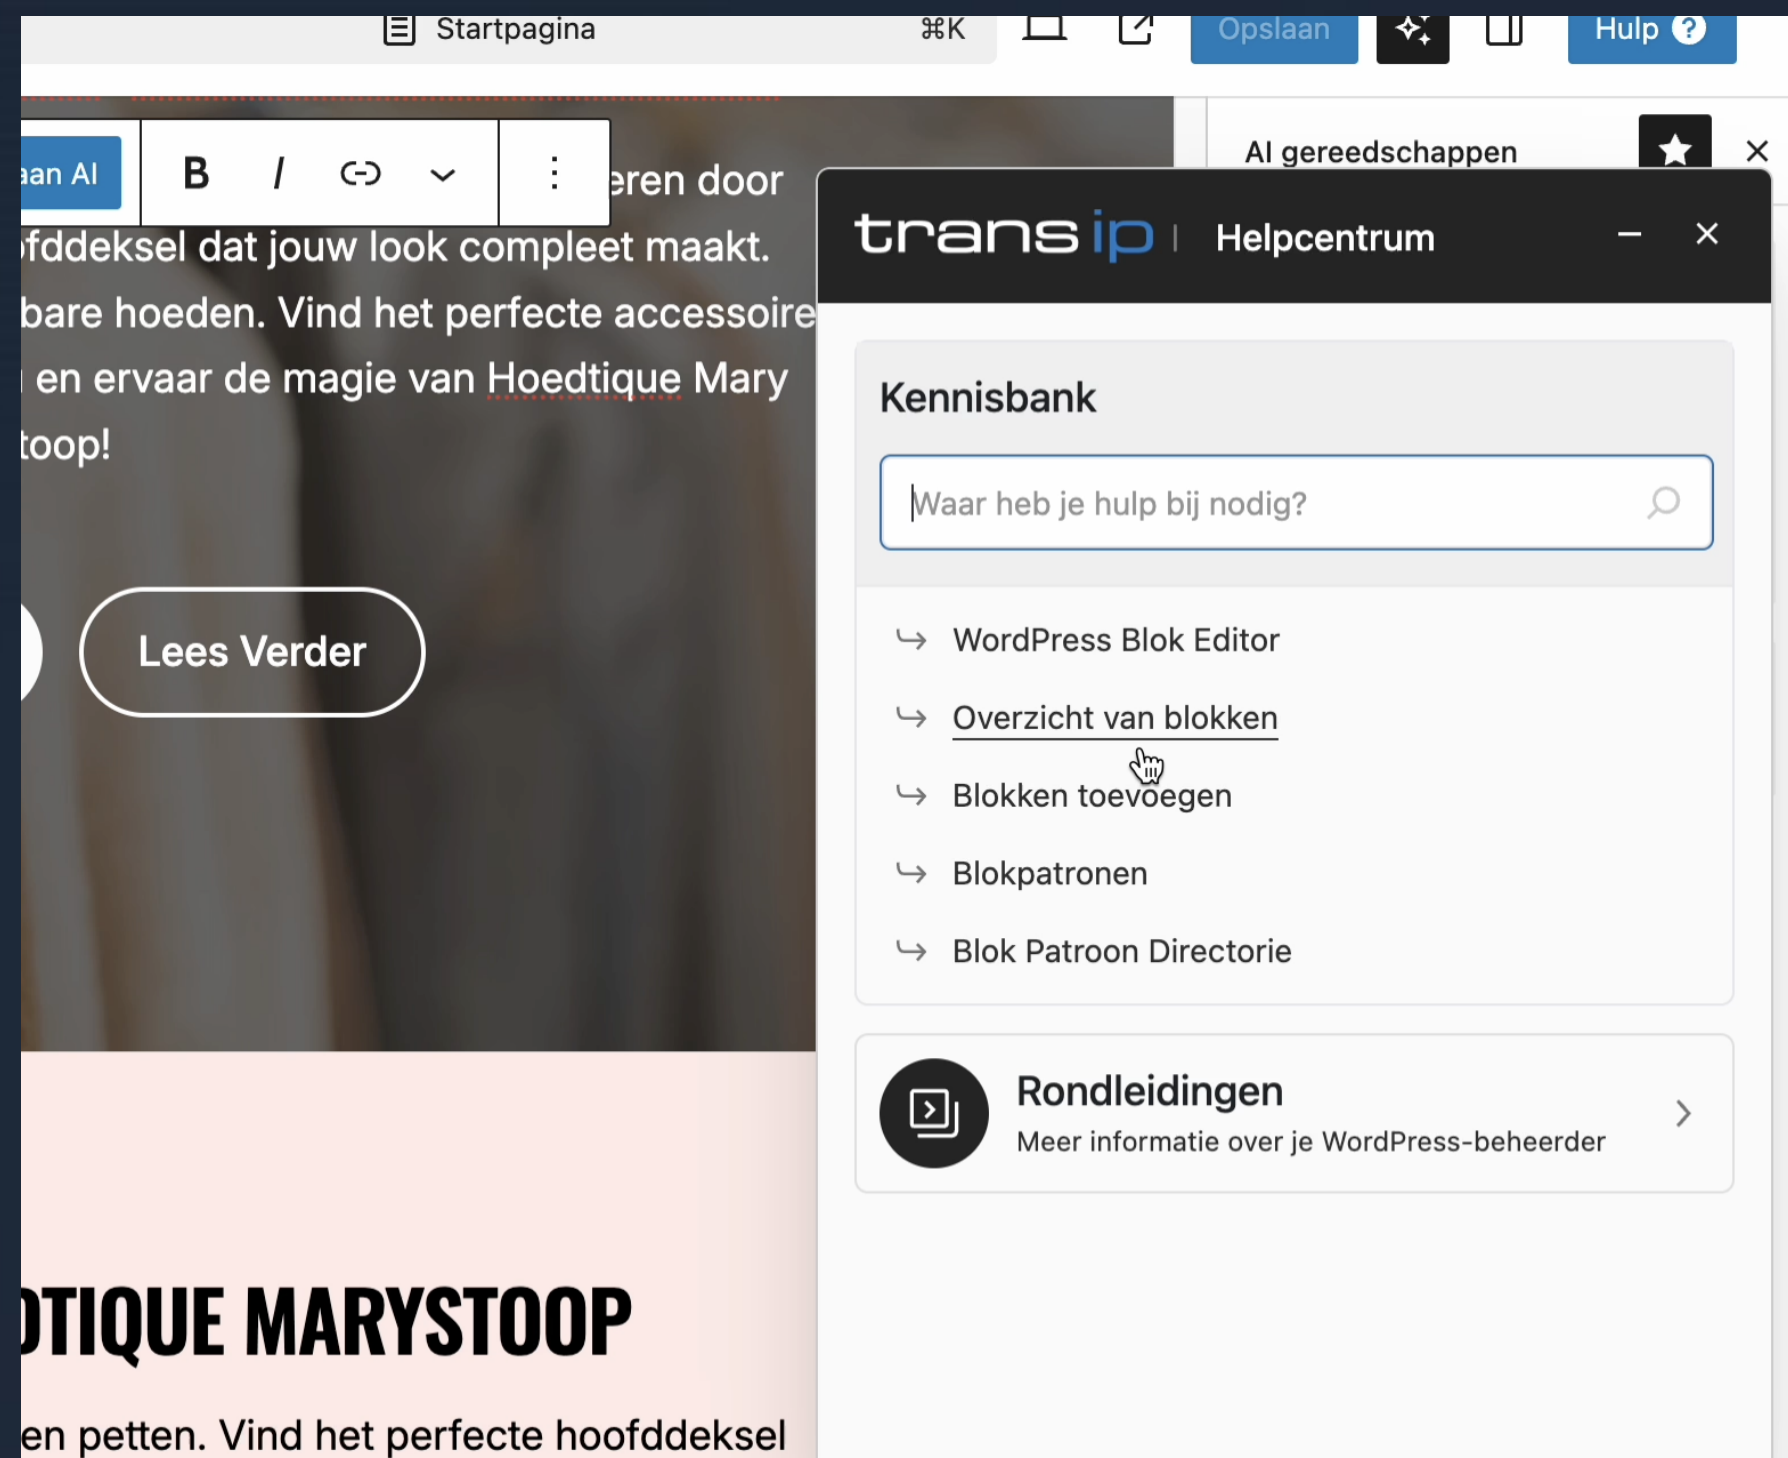 Startpagina
⌘K
Opslaan
Hulp ?
AI gereedschappen
aan AI
B
I
eren door
ofddeksel dat jouw look compleet maakt.
bare hoeden. Vind het perfecte accessoire
en ervaar de magie van Hoedtique Mary
toop!
Lees Verder
OTIQUE MARYSTOOP
en petten. Vind het perfecte hoofddeksel
transip | Helpcentrum
Kennisbank
Waar heb je hulp bij nodig?
WordPress Blok Editor
Overzicht van blokken
Blokken toevoegen
Blokpatronen
Blok Patroon Directorie
Rondleidingen
Meer informatie over je WordPress-beheerder